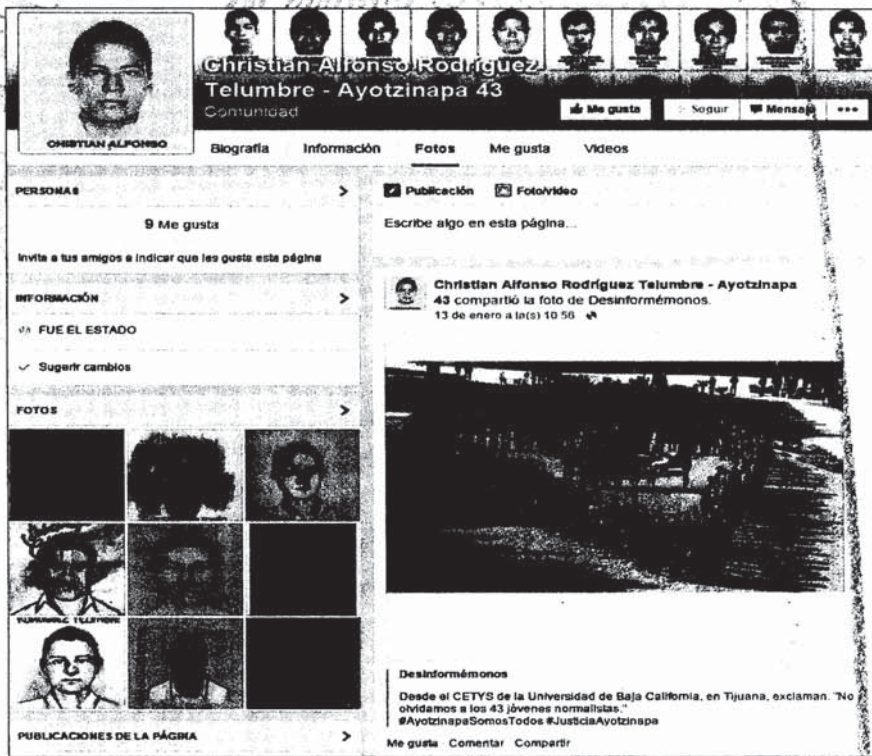 Christian Alfonso Rodríguez
Telumbre - Ayotzinapa 43
Comunidad
Me gusta
Seguir
Mensaje
CHRISTIAN ALFONSO
Biografía
Información
Fotos
Me gusta
Videos
PERSONAS
9 Me gusta
Invita a tus amigos a indicar que les gusta esta página
INFORMACIÓN
FUE EL ESTADO
Sugerir cambios
FOTOS
RODRIGUEZ TELUMBRE
PUBLICACIONES DE LA PÁGINA
Publicación
Foto/video
Escribe algo en esta página...
Christian Alfonso Rodríguez Telumbre - Ayotzinapa
43 compartió la foto de Desinformémonos.
13 de enero a la(s) 10:56
Desinformémonos
Desde el CETYS de la Universidad de Baja California, en Tijuana, exclaman: "No
olvidamos a los 43 jóvenes normalistas."
#AyotzinapaSomosTodos #JusticiaAyotzinapa
Me gusta · Comentar · Compartir